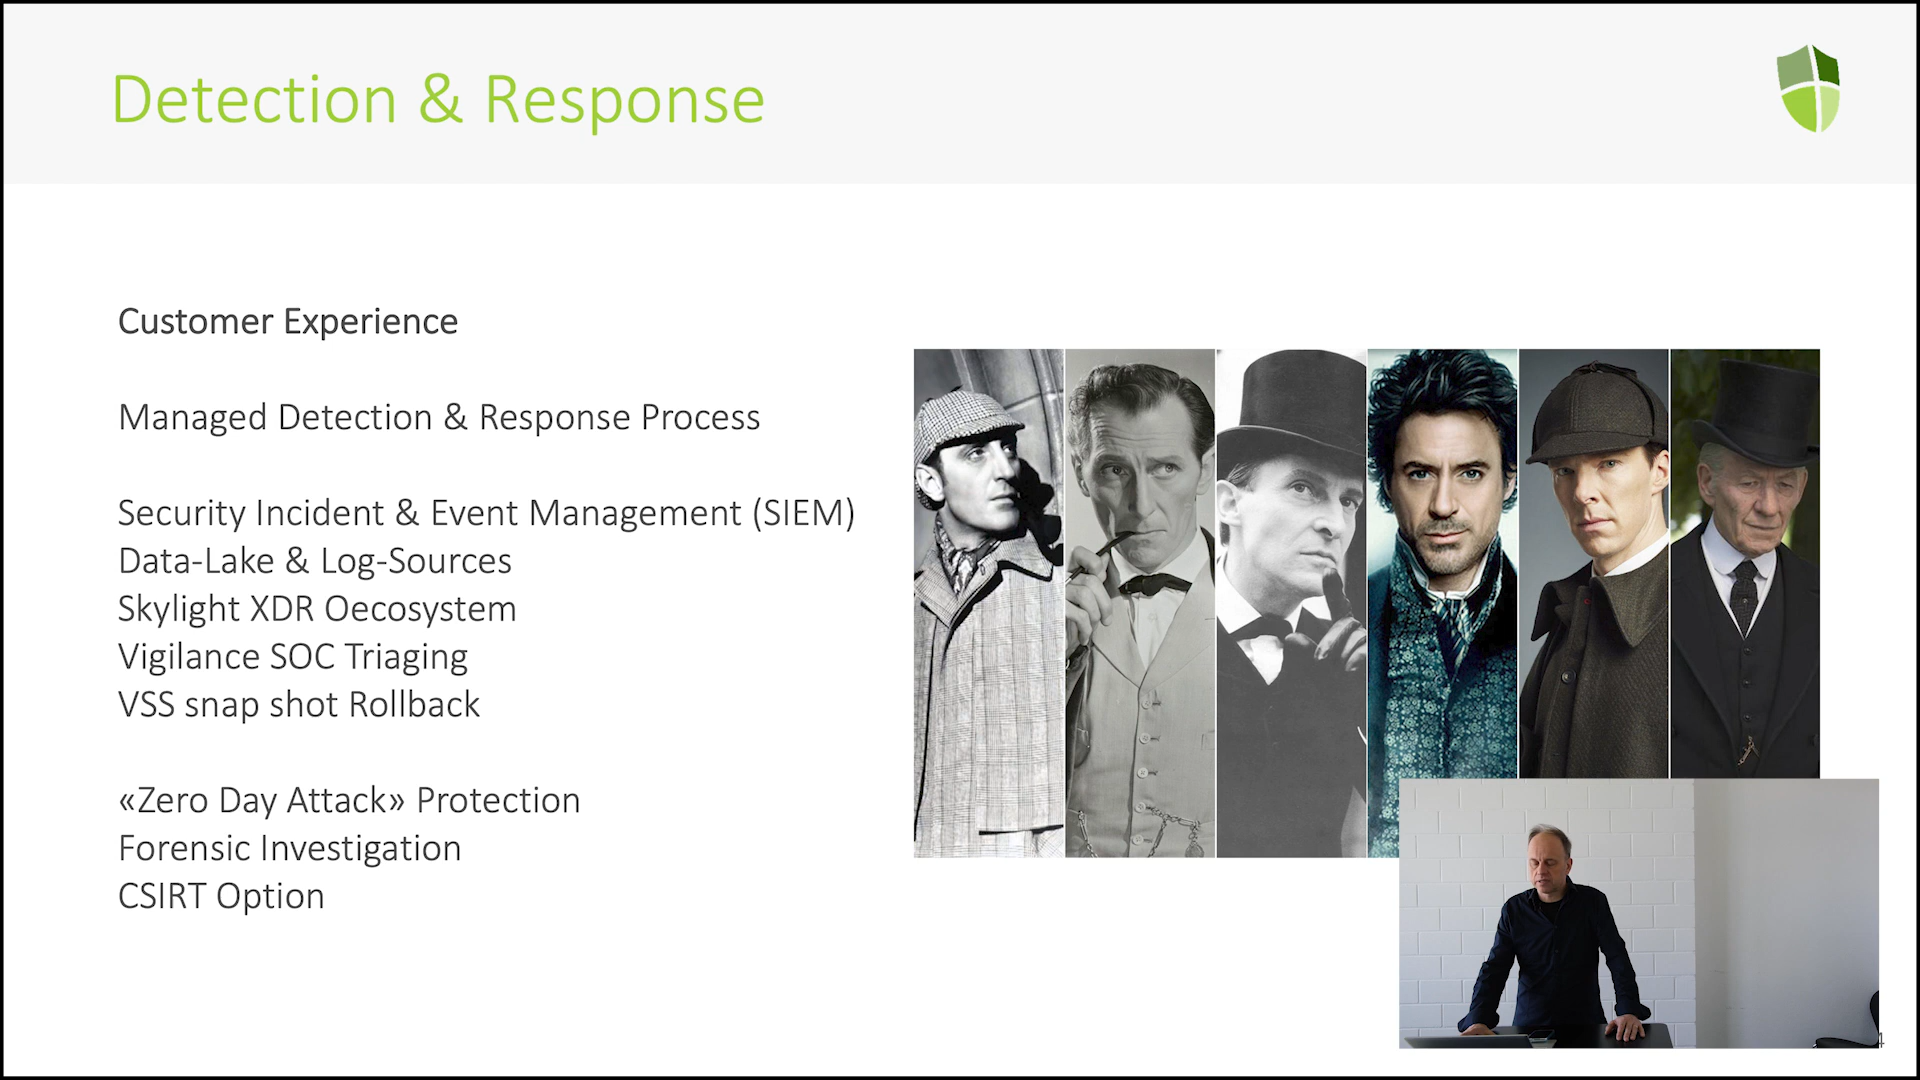 Detection & Response
Customer Experience
Managed Detection & Response Process
Security Incident & Event Management (SIEM)
Data-Lake & Log-Sources
Skylight XDR Oecosystem
Vigilance SOC Triaging
VSS snap shot Rollback
«Zero Day Attack» Protection
Forensic Investigation
CSIRT Option